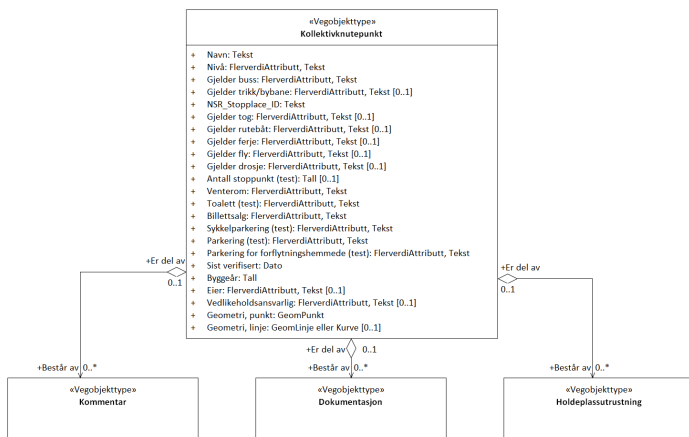 «Vegobjekttype»
Kollektivknutepunkt
+ Navn: Tekst
+ Nivå: FlerverdiAttributt, Tekst
+ Gjelder buss: FlerverdiAttributt, Tekst
+ Gjelder trikk/bybane: FlerverdiAttributt, Tekst [0..1]
+ NSR_Stopplace_ID: Tekst
+ Gjelder tog: FlerverdiAttributt, Tekst [0..1]
+ Gjelder rutebåt: FlerverdiAttributt, Tekst [0..1]
+ Gjelder ferje: FlerverdiAttributt, Tekst [0..1]
+ Gjelder fly: FlerverdiAttributt, Tekst [0..1]
+ Gjelder drosje: FlerverdiAttributt, Tekst [0..1]
+ Antall stoppunkt (test): Tall [0..1]
+ Venterom: FlerverdiAttributt, Tekst
+ Toalett (test): FlerverdiAttributt, Tekst
+ Billettsalg: FlerverdiAttributt, Tekst
+ Sykkelparkering (test): FlerverdiAttributt, Tekst
+ Parkering (test): FlerverdiAttributt, Tekst
+ Parkering for forflytningshemmede (test): FlerverdiAttributt, Tekst
+ Sist verifisert: Dato
+ Byggeår: Tall
+ Eier: FlerverdiAttributt, Tekst [0..1]
+ Vedlikeholdsansvarlig: FlerverdiAttributt, Tekst [0..1]
+ Geometri, punkt: GeomPunkt
+ Geometri, linje: GeomLinje eller Kurve [0..1]
+Er del av
0..1
+Er del av
0..1
+Er del av 0..1
+Består av 0..*
+Består av 0..*
+Består av 0..*
«Vegobjekttype»
Kommentar
«Vegobjekttype»
Dokumentasjon
«Vegobjekttype»
Holdeplassutrustning